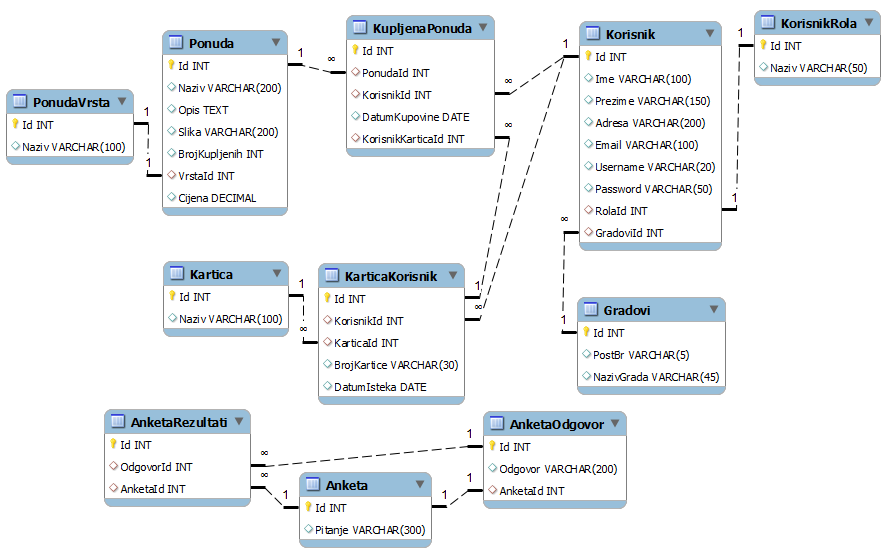 PonudaVrsta
Id INT
Naziv VARCHAR(100)
1
1
Ponuda
Id INT
Naziv VARCHAR(200)
Opis TEXT
Slika VARCHAR(200)
BrojKupljenih INT
VrstaId INT
Cijena DECIMAL
1
∞
KupljenaPonuda
Id INT
PonudaId INT
KorisnikId INT
DatumKupovine DATE
KorisnikKarticaId INT
∞
∞
1
Korisnik
Id INT
Ime VARCHAR(100)
Prezime VARCHAR(150)
Adresa VARCHAR(200)
Email VARCHAR(100)
Username VARCHAR(20)
Password VARCHAR(50)
RolaId INT
GradoviId INT
1
1
∞
1
KorisnikRola
Id INT
Naziv VARCHAR(50)
Kartica
Id INT
Naziv VARCHAR(100)
1
∞
KarticaKorisnik
Id INT
KorisnikId INT
KarticaId INT
BrojKartice VARCHAR(30)
DatumIsteka DATE
1
∞
Gradovi
Id INT
PostBr VARCHAR(5)
NazivGrada VARCHAR(45)
AnketaRezultati
Id INT
OdgovorId INT
AnketaId INT
∞
∞
1
1
Anketa
Id INT
Pitanje VARCHAR(300)
1
1
AnketaOdgovor
Id INT
Odgovor VARCHAR(200)
AnketaId INT